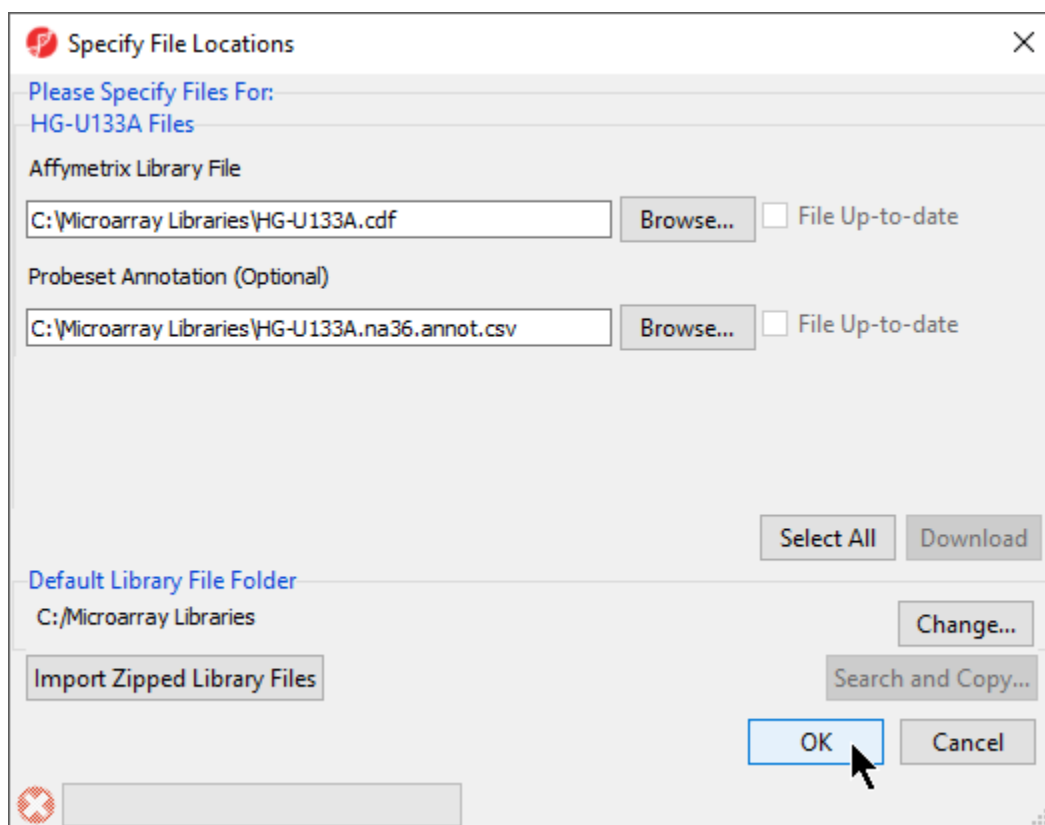 Specify File Locations
Please Specify Files For:
HG-U133A Files
Affymetrix Library File
C:\Microarray Libraries\HG-U133A.cdf Browse... File Up-to-date
Probeset Annotation (Optional)
C:\Microarray Libraries\HG-U133A.na36.annot.csv Browse... File Up-to-date
Select All Download
Default Library File Folder
C:/Microarray Libraries
Change...
Import Zipped Library Files Search and Copy...
OK Cancel